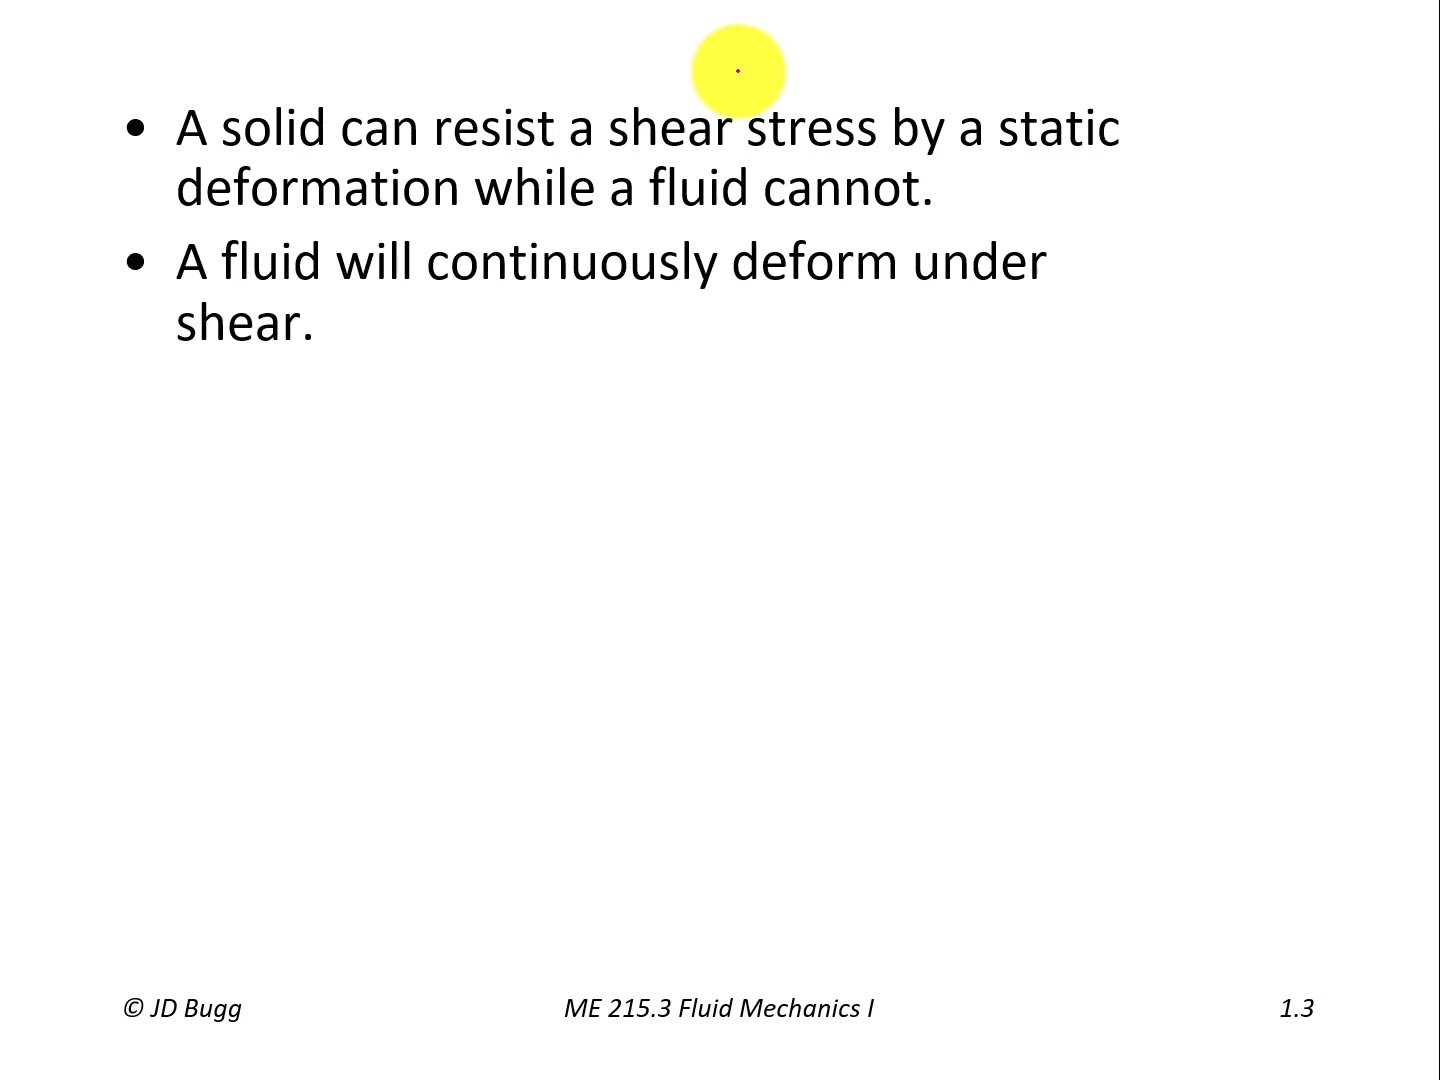 • A solid can resist a shear stress by a static
deformation while a fluid cannot.
• A fluid will continuously deform under
shear.
© JD Bugg
ME 215.3 Fluid Mechanics I
1.3